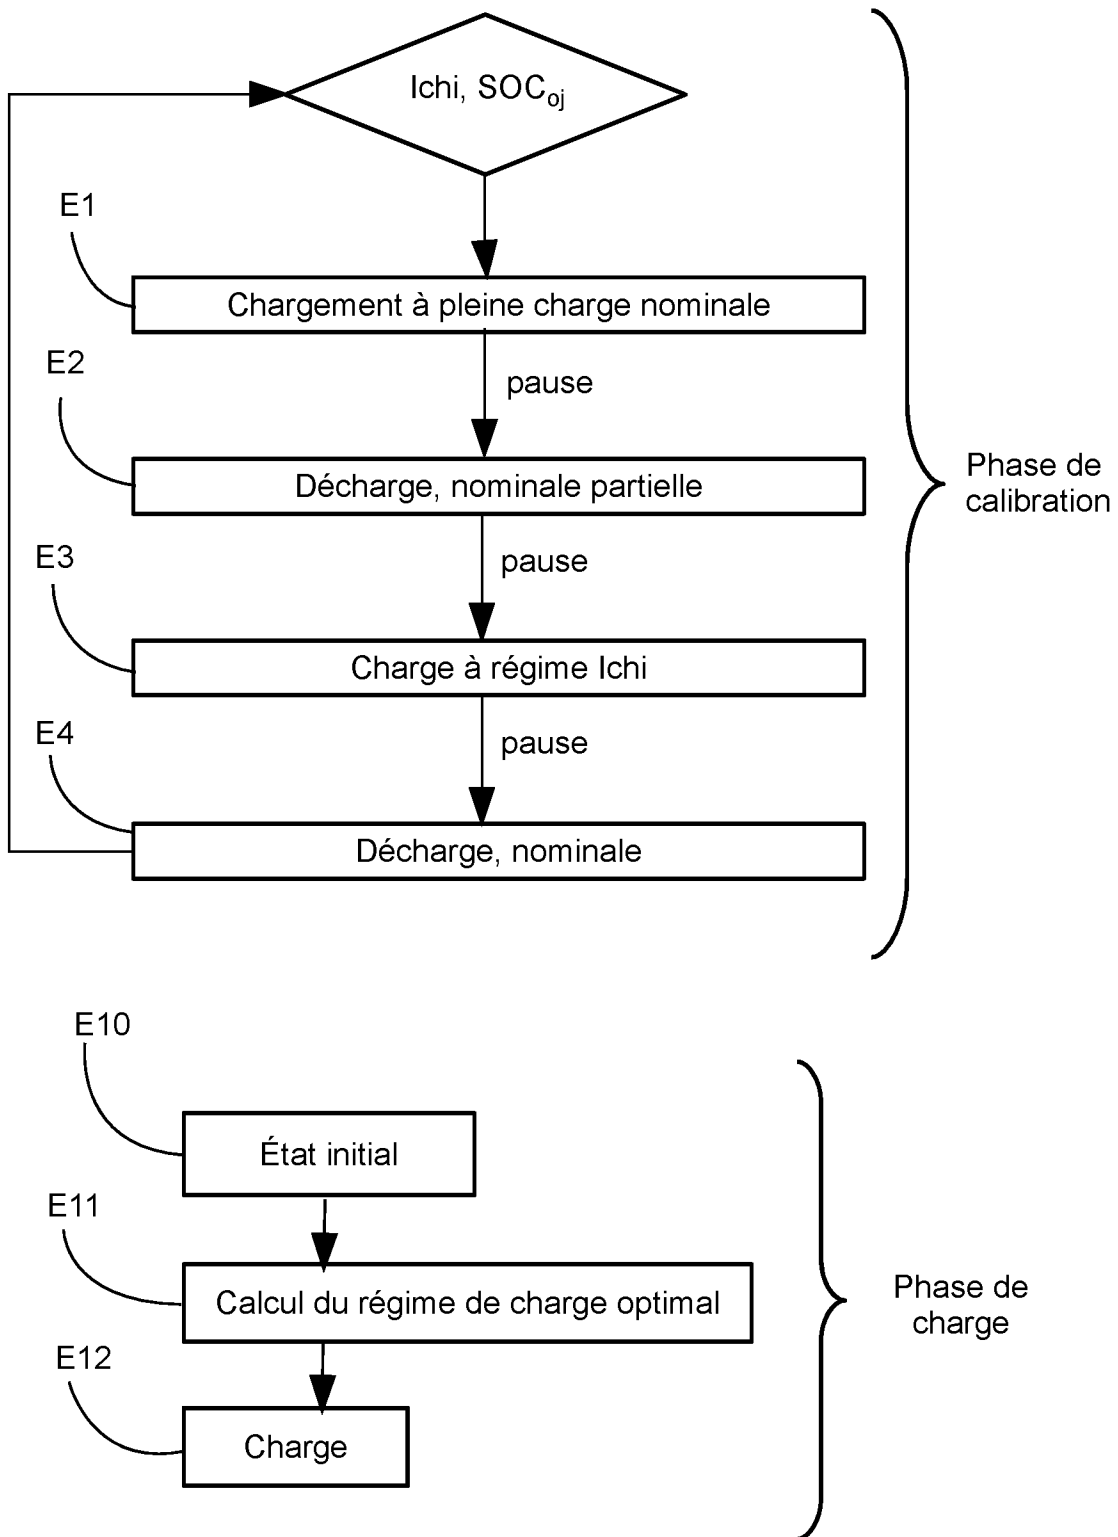 Ichi, SOCoj
E1
Chargement à pleine charge nominale
pause
E2
Décharge, nominale partielle
pause
E3
Charge à régime Ichi
pause
E4
Décharge, nominale
Phase de
calibration
E10
État initial
E11
Calcul du régime de charge optimal
E12
Charge
Phase de
charge